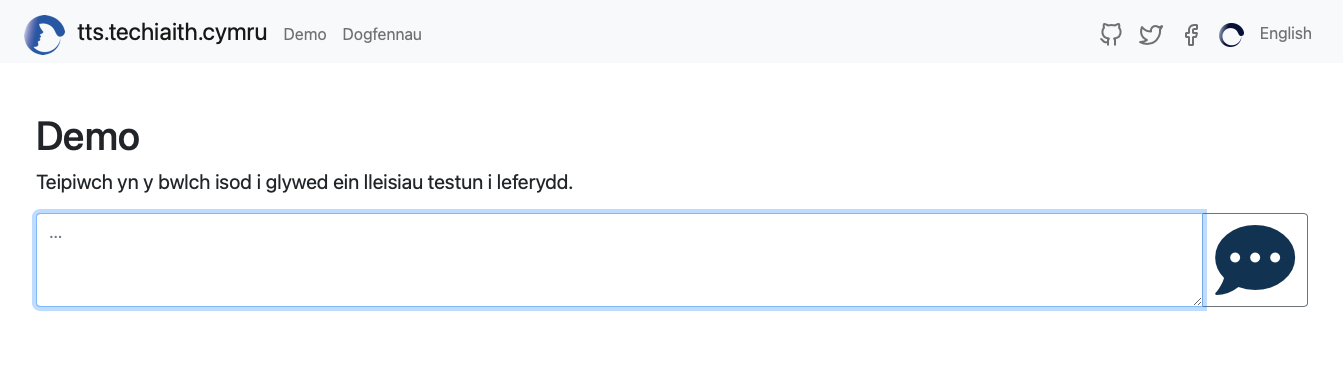 tts.techiaith.cymru Demo Dogfennau English
Demo
Teipiwch yn y bwlch isod i glywed ein lleisiau testun i leferydd.
...